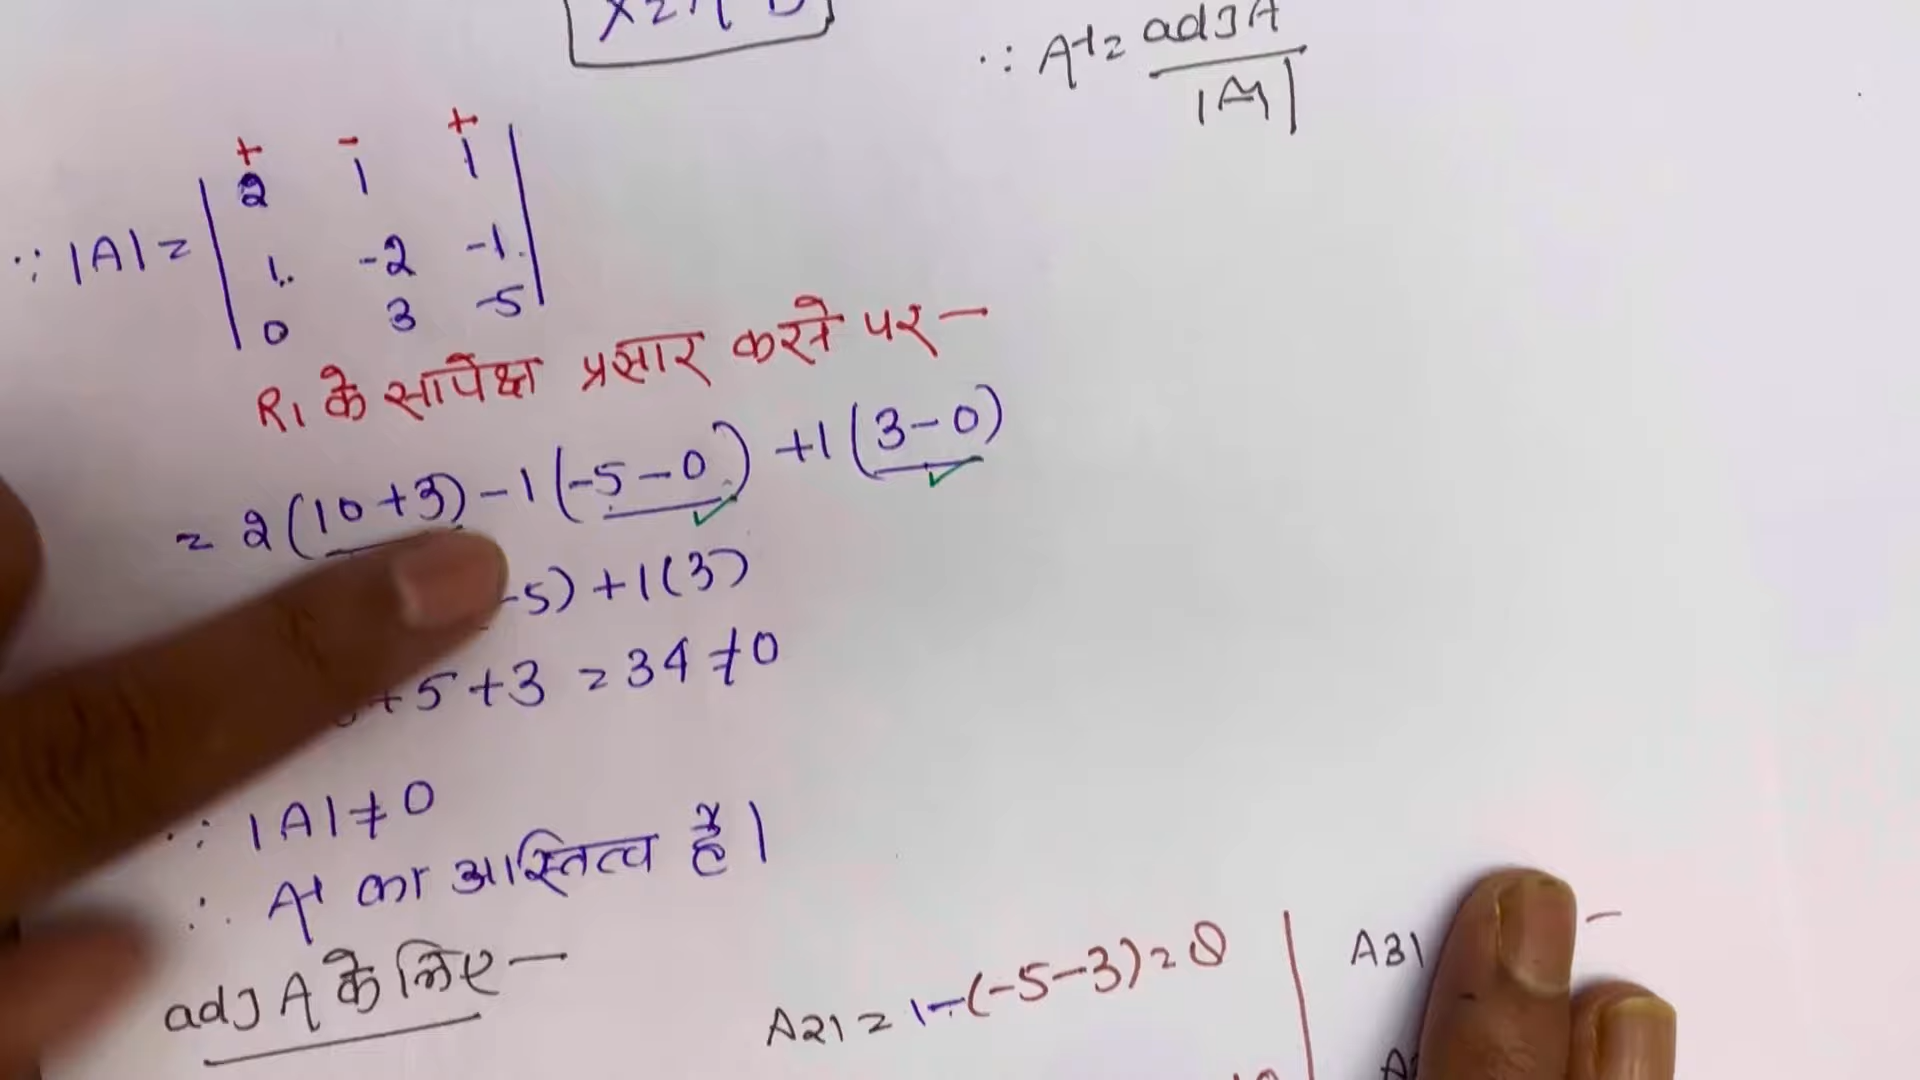 ∵ A⁻¹ = adjA / |A|
+ - +
∵ |A| = | 2 1 1 |
| 1 -2 -1 |
| 0 3 -5 |
R1 के सापेक्ष प्रसार करने पर -
= 2(10+3) -1(-5-0) +1(3-0)
-5) +1(3)
+5+3 = 34 ≠ 0
∵ |A| ≠ 0
∴ A⁻¹ का अस्तित्व है।
adj A के लिए -
A21 = - (-5-3) = 8
A31